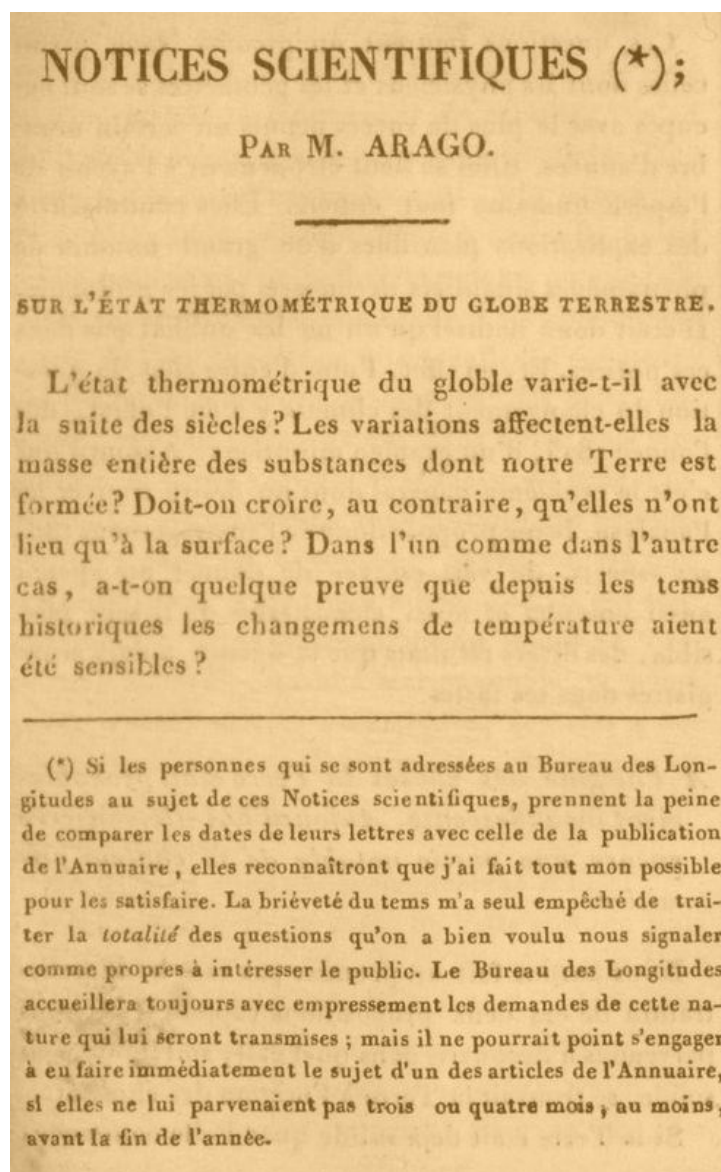 NOTICES SCIENTIFIQUES (*);
PAR M. ARAGO.
SUR L'ÉTAT THERMOMÉTRIQUE DU GLOBE TERRESTRE.
L'état thermométrique du globle varie-t-il avec
la suite des siècles? Les variations affectent-elles la
masse entière des substances dont notre Terre est
formée? Doit-on croire, au contraire, qu'elles n'ont
lieu qu'à la surface? Dans l'un comme dans l'autre
cas, a-t-on quelque preuve que depuis les tems
historiques les changemens de température aient
été sensibles?
(*) Si les personnes qui se sont adressées au Bureau des Lon-
gitudes au sujet de ces Notices scientifiques, prennent la peine
de comparer les dates de leurs lettres avec celle de la publication
de l'Annuaire, elles reconnaîtront que j'ai fait tout mon possible
pour les satisfaire. La briéveté du tems m'a seul empêché de trai-
ter la totalité des questions qu'on a bien voulu nous signaler
comme propres à intéresser le public. Le Bureau des Longitudes
accueillera toujours avec empressement les demandes de cette na-
ture qui lui seront transmises; mais il ne pourrait point s'engager
à eu faire immédiatement le sujet d'un des articles de l'Annuaire,
si elles ne lui parvenaient pas trois ou quatre mois, au moins,
avant la fin de l'année.